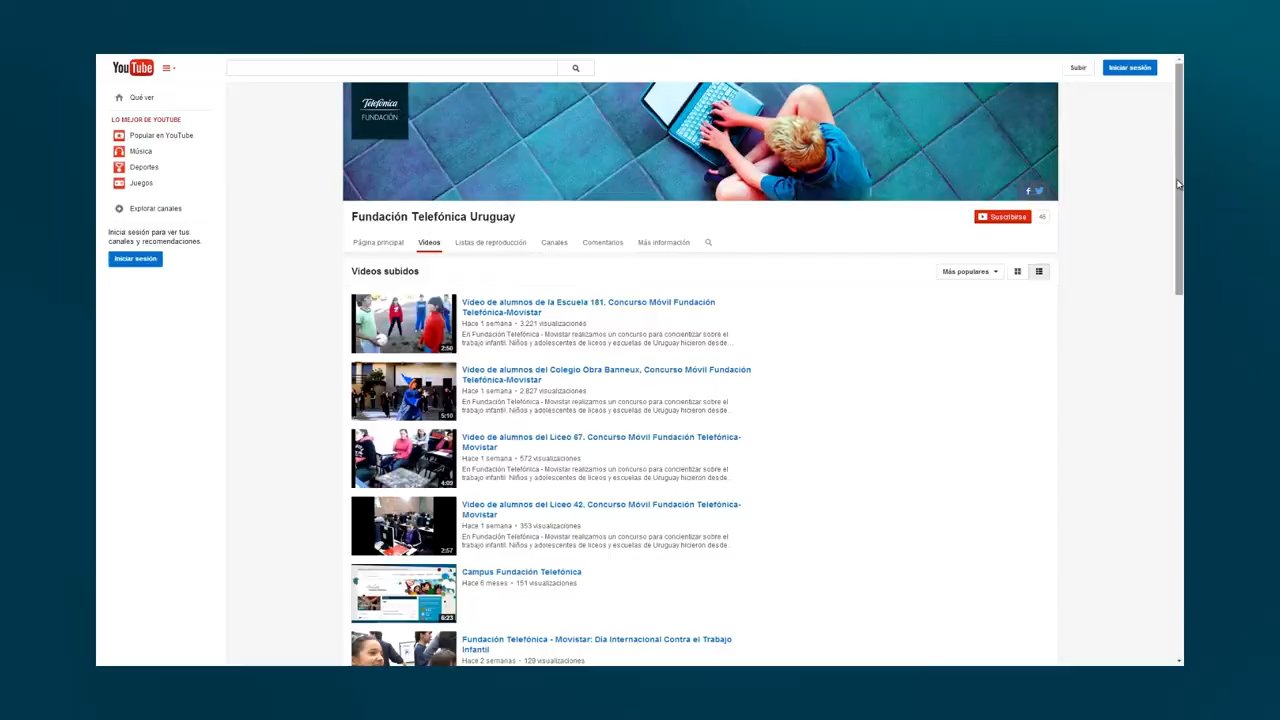 YouTube
Subir
Iniciar sesión
Qué ver
LO MEJOR DE YOUTUBE
Popular en YouTube
Música
Deportes
Juegos
Explorar canales
Inicia sesión para ver tus
canales y recomendaciones.
Iniciar sesión
Telefónica
FUNDACIÓN
Fundación Telefónica Uruguay
Suscribirse
46
Página principal
Videos
Listas de reproducción
Canales
Comentarios
Más información
Videos subidos
Más populares
2:50
Video de alumnos de la Escuela 181, Concurso Móvil Fundación
Telefónica-Movistar
Hace 1 semana • 3,221 visualizaciones
En Fundación Telefónica - Movistar realizamos un concurso para concientizar sobre el
trabajo infantil. Niños y adolescentes de liceos y escuelas de Uruguay hicieron desde...
5:10
Video de alumnos del Colegio Obra Banneux, Concurso Móvil Fundación
Telefónica-Movistar
Hace 1 semana • 2,827 visualizaciones
En Fundación Telefónica - Movistar realizamos un concurso para concientizar sobre el
trabajo infantil. Niños y adolescentes de liceos y escuelas de Uruguay hicieron desde...
4:09
Video de alumnos del Liceo 67. Concurso Móvil Fundación Telefónica-
Movistar
Hace 1 semana • 572 visualizaciones
En Fundación Telefónica - Movistar realizamos un concurso para concientizar sobre el
trabajo infantil. Niños y adolescentes de liceos y escuelas de Uruguay hicieron desde...
2:57
Video de alumnos del Liceo 42, Concurso Móvil Fundación Telefónica-
Movistar
Hace 1 semana • 353 visualizaciones
En Fundación Telefónica - Movistar realizamos un concurso para concientizar sobre el
trabajo infantil. Niños y adolescentes de liceos y escuelas de Uruguay hicieron desde...
6:23
Campus Fundación Telefónica
Hace 6 meses • 151 visualizaciones
Fundación Telefónica - Movistar: Día Internacional Contra el Trabajo
Infantil
Hace 2 semanas • 129 visualizaciones